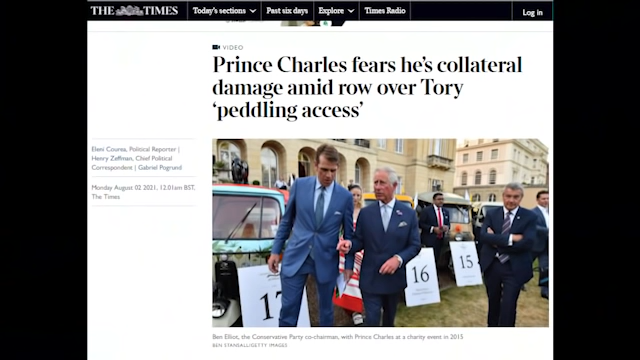 THE TIMES
Today's sections
Past six days
Explore
Times Radio
Log in
VIDEO
Prince Charles fears he's collateral
damage amid row over Tory
'peddling access'
Eleni Courea, Political Reporter |
Henry Zeffman, Chief Political
Correspondent | Gabriel Pogrund
Monday August 02 2021, 12.01am BST,
The Times
17
16
15
Ben Elliot, the Conservative Party co-chairman, with Prince Charles at a charity event in 2015
BEN STANSALL/GETTY IMAGES